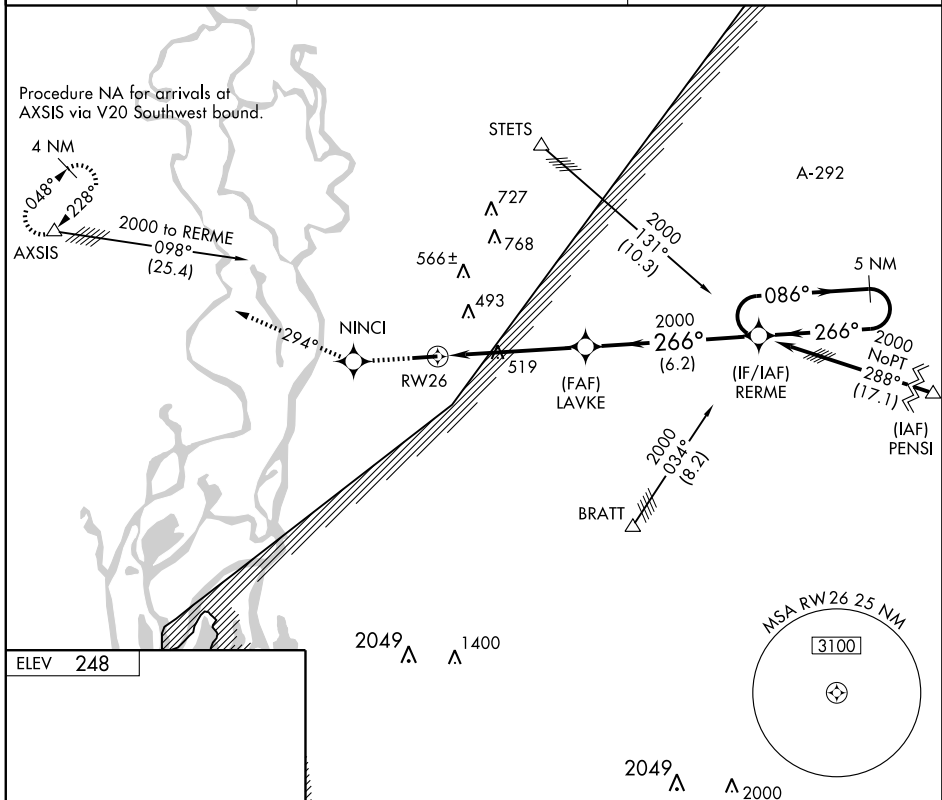 Procedure NA for arrivals at
AXSIS via V20 Southwest bound.
4 NM
048°
228°
AXSIS
2000 to RERME
098°
(25.4)
STETS
A-292
727
768
566±
493
2000
131°
(10.3)
5 NM
086°
266°
294°
NINCI
RW26
519
(FAF)
LAVKE
2000
266°
(6.2)
(IF/IAF)
RERME
2000
NoPT
288°
(17.1)
(IAF)
PENSI
2000
034°
(8.2)
BRATT
MSA RW26 25 NM
3100
2049
1400
ELEV 248
2049
2000